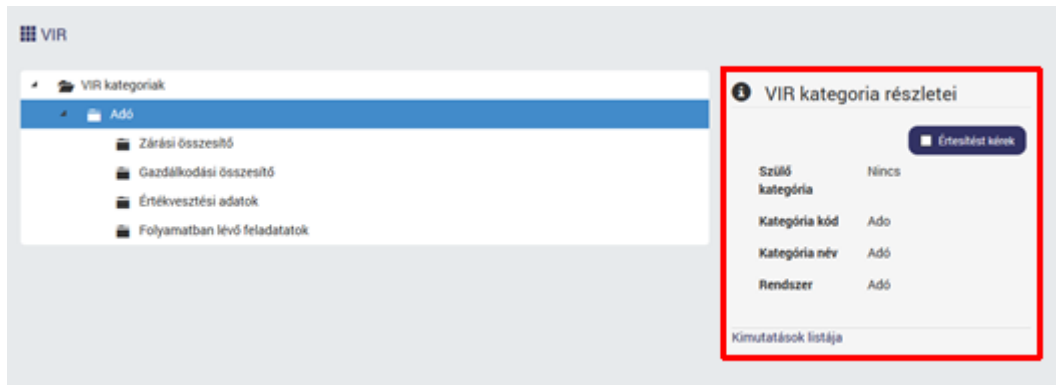 VIR
VIR kategoriak
Adó
Zárási összesítő
Gazdálkodási összesítő
Értékvesztési adatok
Folyamatban lévő feladatatok
VIR kategoria részletei
Értesítést kérek
Szülő kategória Nincs
Kategória kód Ado
Kategória név Adó
Rendszer Adó
Kimutatások listája